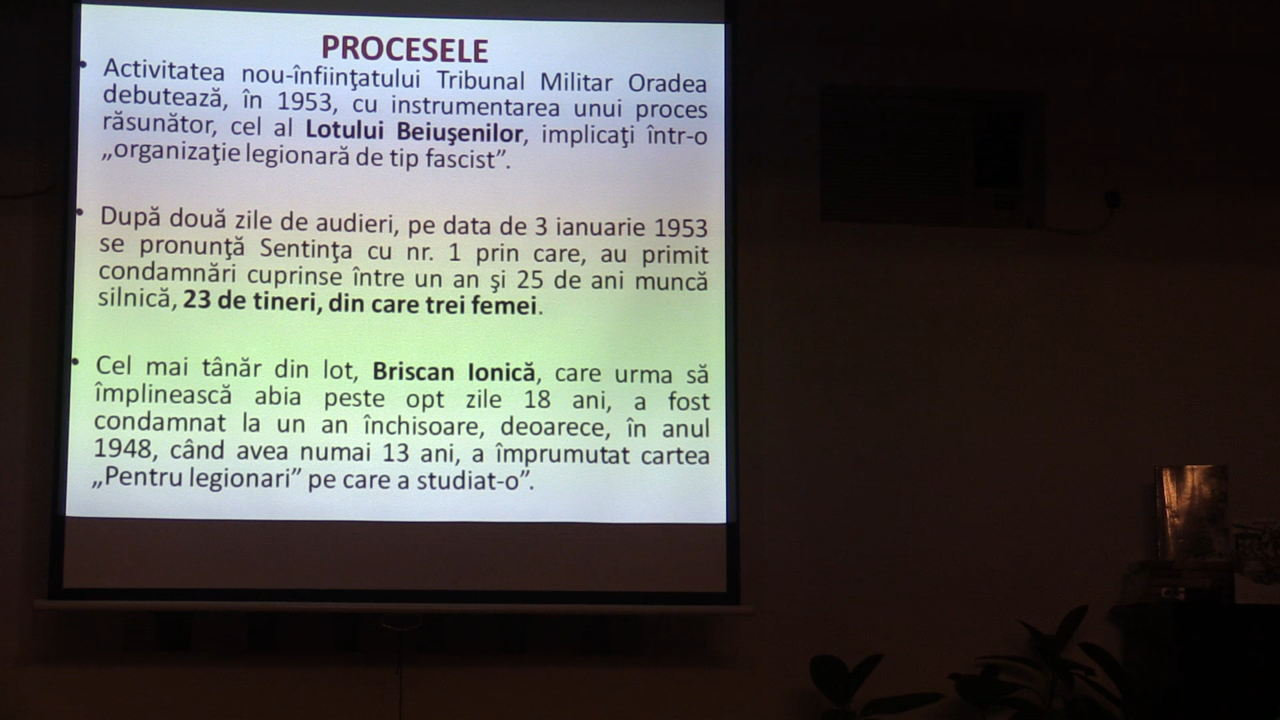 PROCESELE
• Activitatea nou-înfiinţatului Tribunal Militar Oradea
debutează, în 1953, cu instrumentarea unui proces
răsunător, cel al Lotului Beiuşenilor, implicaţi într-o
„organizaţie legionară de tip fascist”.
• După două zile de audieri, pe data de 3 ianuarie 1953
se pronunţă Sentinţa cu nr. 1 prin care, au primit
condamnări cuprinse între un an şi 25 de ani muncă
silnică, 23 de tineri, din care trei femei.
• Cel mai tânăr din lot, Briscan Ionică, care urma să
împlinească abia peste opt zile 18 ani, a fost
condamnat la un an închisoare, deoarece, în anul
1948, când avea numai 13 ani, a împrumutat cartea
„Pentru legionari” pe care a studiat-o”.